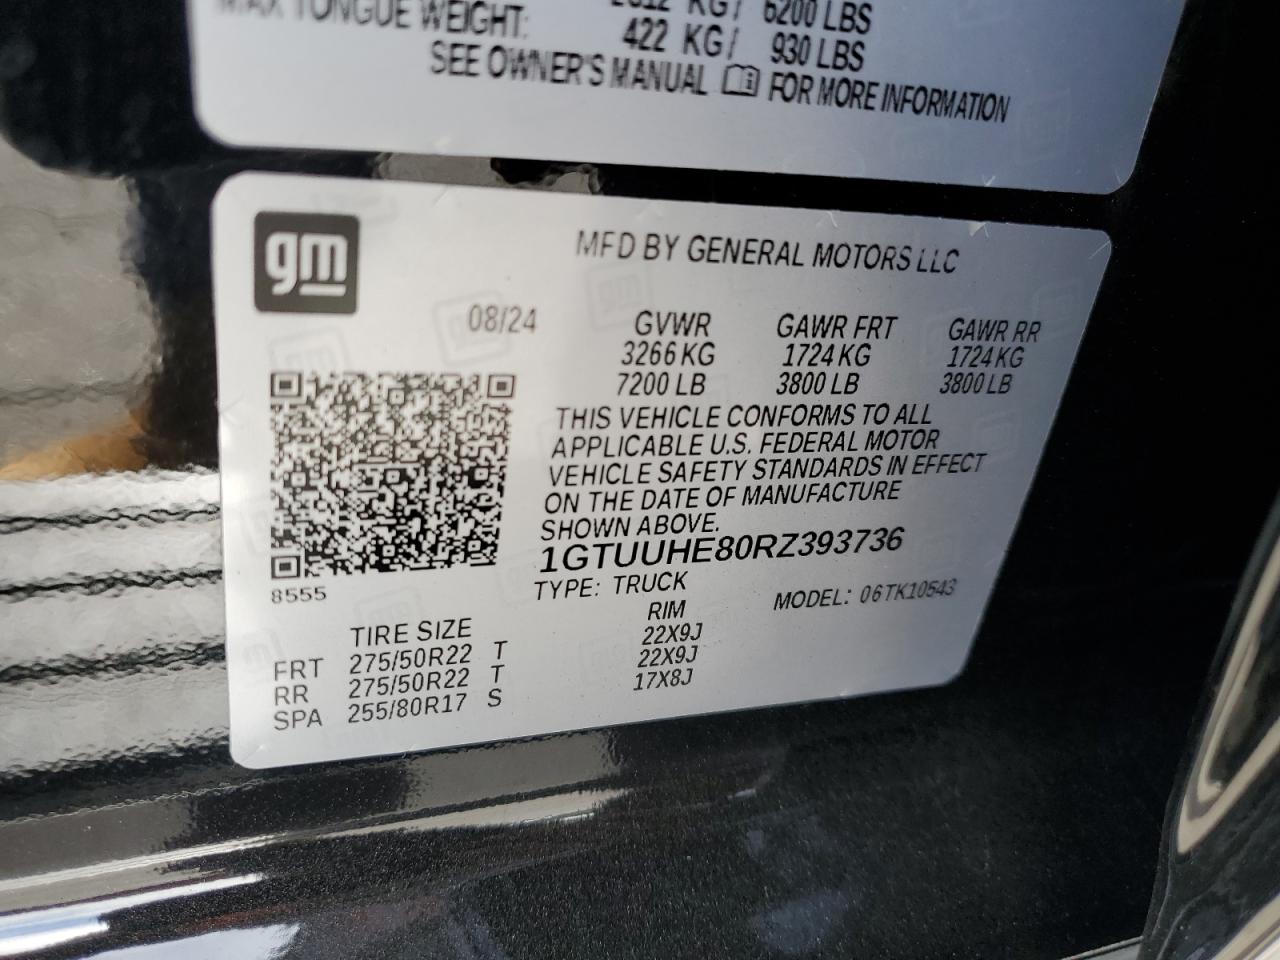 MAX TONGUE WEIGHT: 422 KG/ 930 LBS
KG/ 6200 LBS
SEE OWNER'S MANUAL FOR MORE INFORMATION
gm
MFD BY GENERAL MOTORS LLC
08/24
GVWR GAWR FRT GAWR RR
3266 KG 1724 KG 1724 KG
7200 LB 3800 LB 3800 LB
THIS VEHICLE CONFORMS TO ALL
APPLICABLE U.S. FEDERAL MOTOR
VEHICLE SAFETY STANDARDS IN EFFECT
ON THE DATE OF MANUFACTURE
SHOWN ABOVE.
1GTUUHE80RZ393736
8555
TYPE: TRUCK MODEL: 06TK10543
TIRE SIZE RIM
FRT 275/50R22 T 22X9J
RR 275/50R22 T 22X9J
SPA 255/80R17 S 17X8J